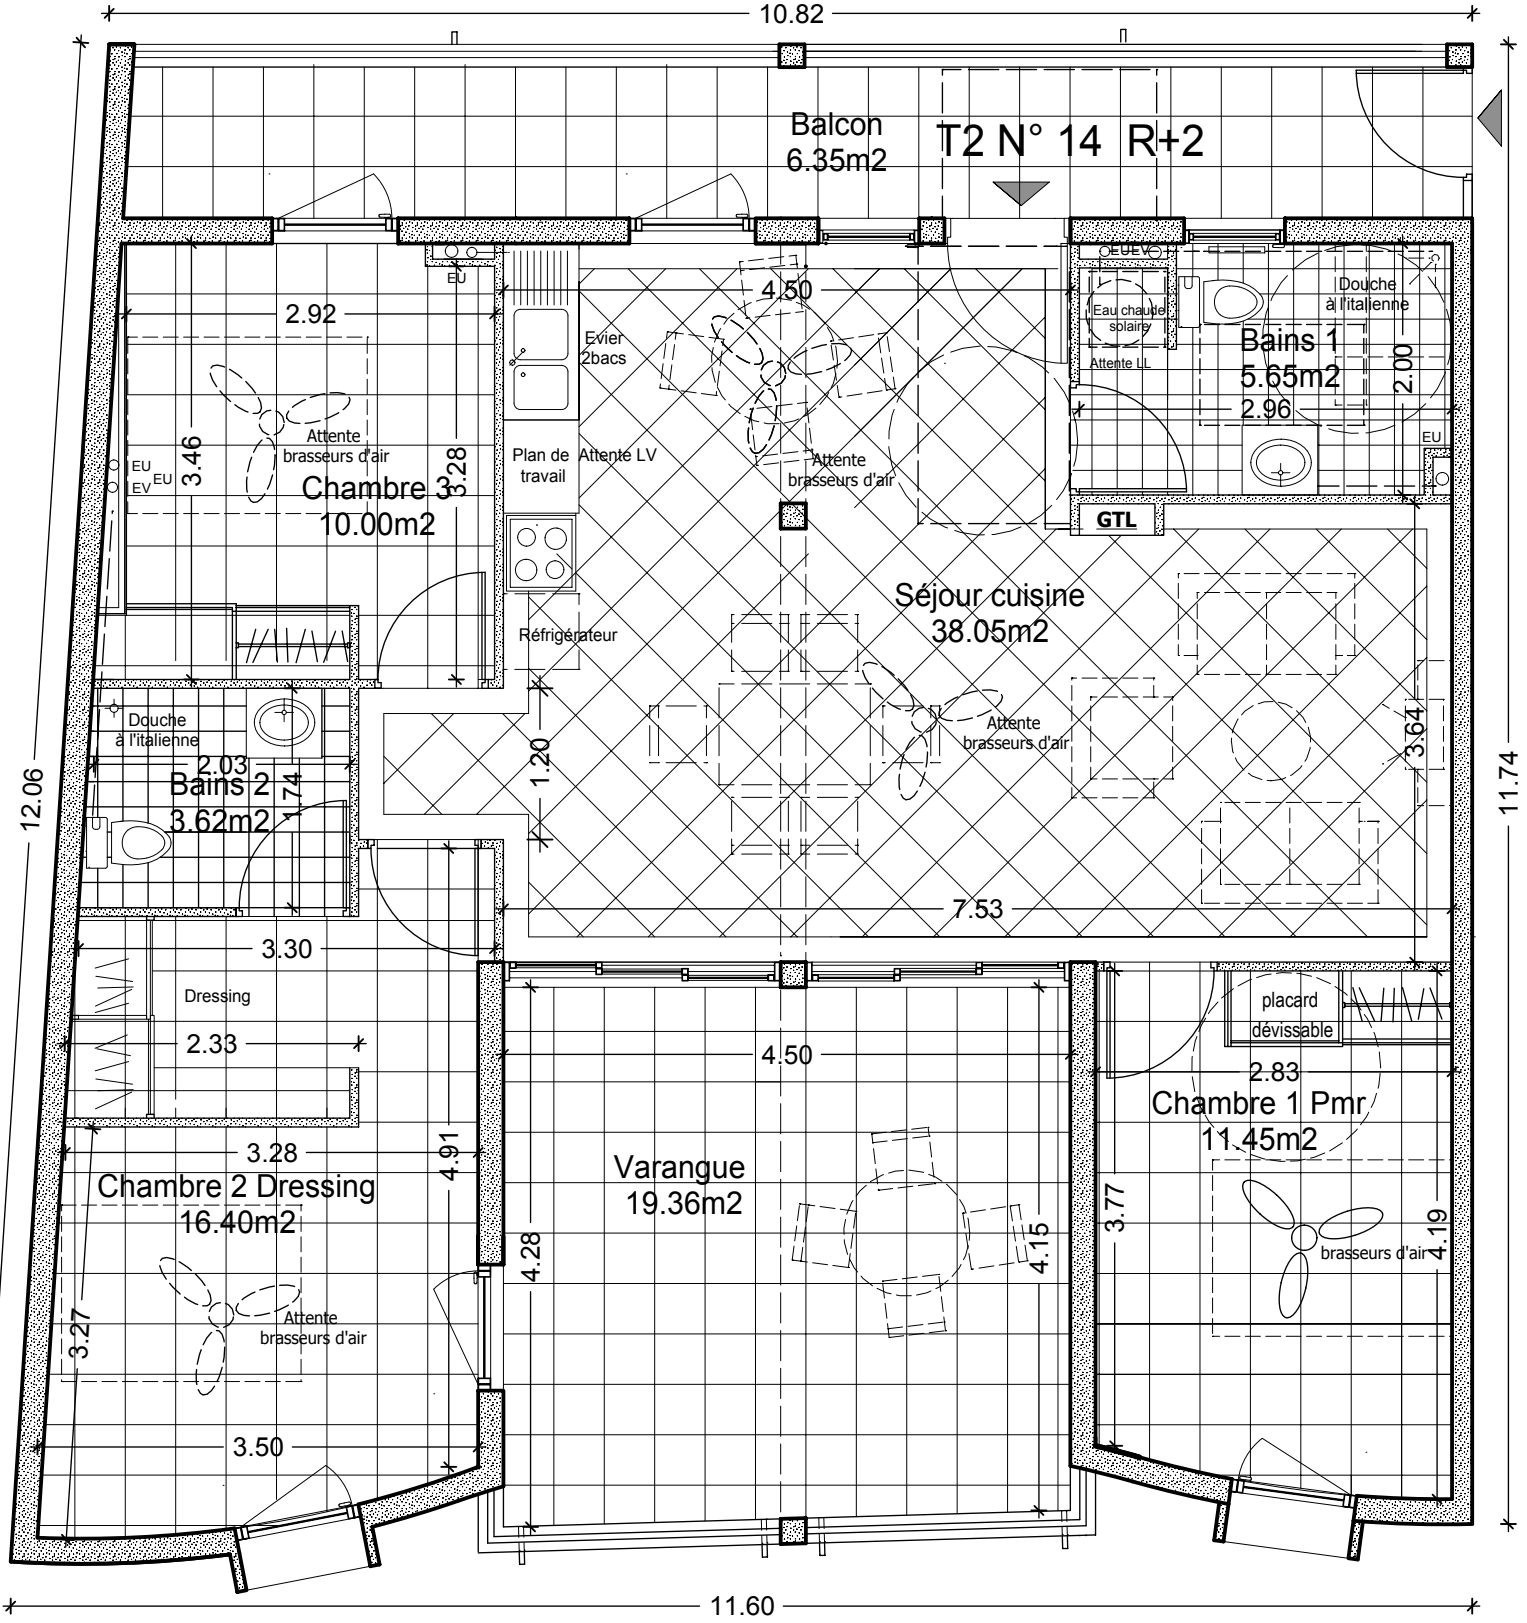 10.82
Balcon
6.35m2
T2 N° 14 R+2
EU
EUEV
4.50
2.92
Evier
2bacs
Eau chaude
solaire
Attente LL
Douche
à l'italienne
Bains 1
5.65m2
2.00
2.96
EU
Attente
brasseurs d'air
3.46
3.28
EU
EV
EU
Chambre 3
10.00m2
Plan de
travail
Attente LV
Attente
brasseurs d'air
GTL
Séjour cuisine
38.05m2
Réfrigérateur
Douche
à l'italienne
2.03
Bains 2
3.62m2
1.74
1.20
Attente
brasseurs d'air
3.64
12.06
11.74
7.53
3.30
Dressing
2.33
4.50
placard
dévissable
2.83
Chambre 1 Pmr
11.45m2
3.28
4.91
Chambre 2 Dressing
16.40m2
Varangue
19.36m2
4.28
4.15
3.77
4.19
brasseurs d'air
3.27
Attente
brasseurs d'air
3.50
11.60